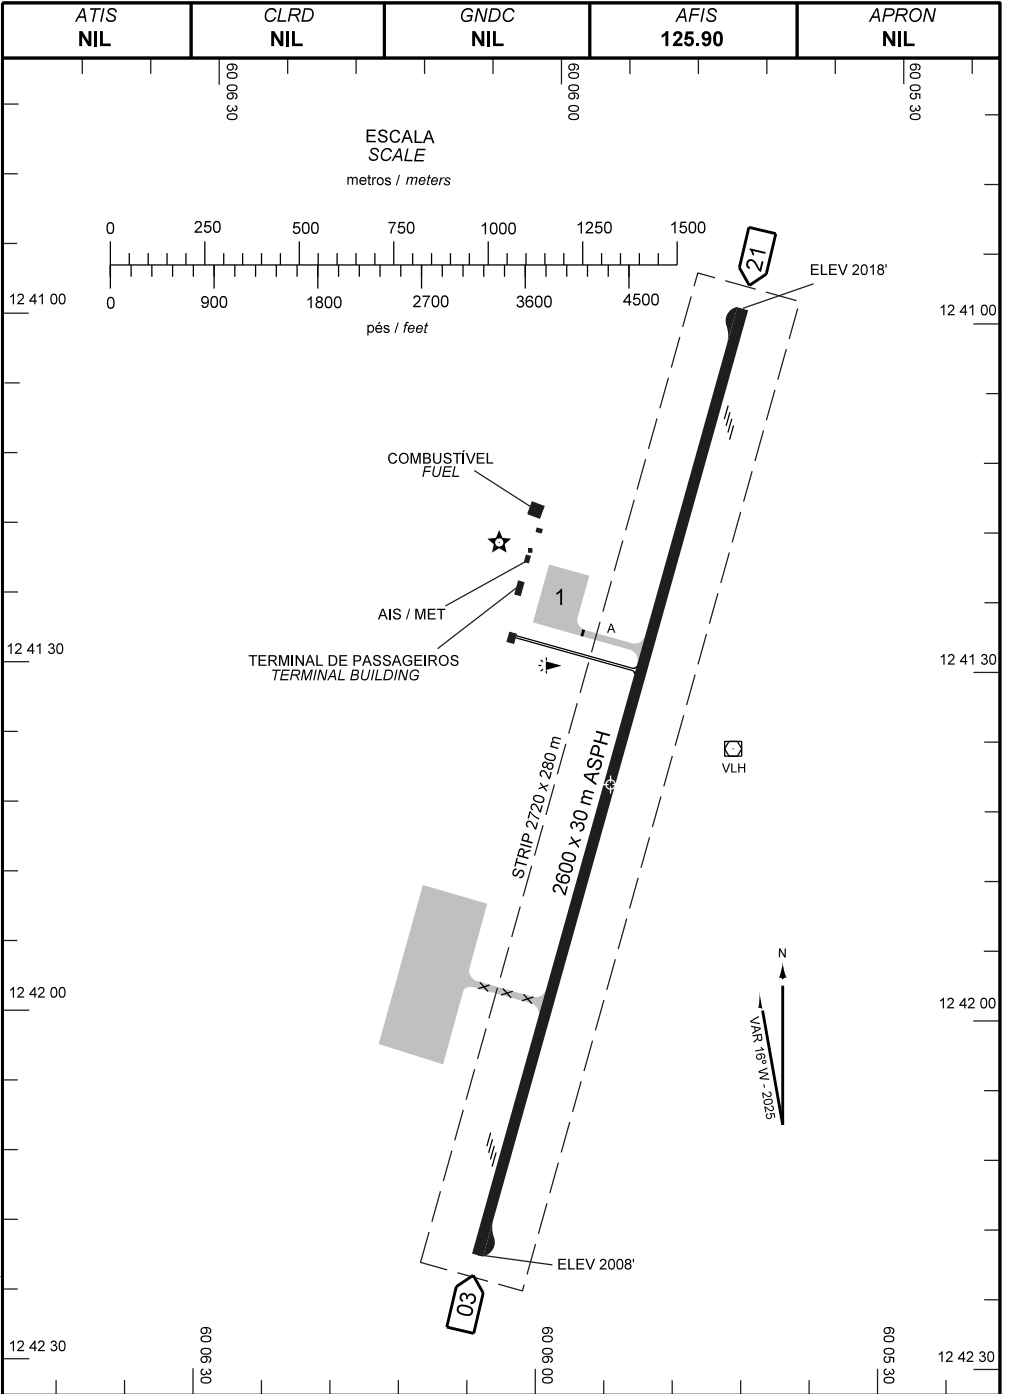 ATIS
NIL
CLRD
NIL
GNDC
NIL
AFIS
125.90
APRON
NIL
60 06 30
60 06 00
60 05 30
ESCALA
SCALE
metros / meters
0 250 500 750 1000 1250 1500
0 900 1800 2700 3600 4500
pés / feet
21
ELEV 2018'
12 41 00
12 41 00
COMBUSTÍVEL
FUEL
1
AIS / MET
A
12 41 30
TERMINAL DE PASSAGEIROS
TERMINAL BUILDING
12 41 30
VLH
STRIP 2720 x 280 m
2600 x 30 m ASPH
N
VAR 16º W - 2025
12 42 00
12 42 00
X X X
ELEV 2008'
03
12 42 30
12 42 30
60 06 30
60 06 00
60 05 30